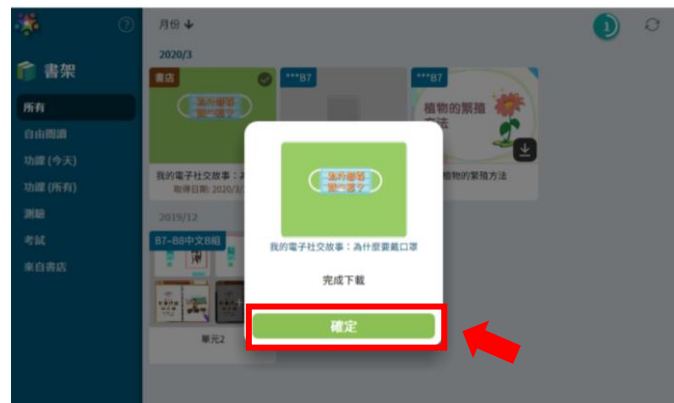 月份
2020/3
書架
書店
***B7
***B7
植物的繁殖
方法
所有
自由閱讀
功課 (今天)
功課 (所有)
測驗
考試
來自書店
我的電子社交故事：為
取得日期: 2020/3/
植物的繁殖方法
2019/12
B7-B8中文B組
單元2
我的電子社交故事：為什麼要戴口罩
完成下載
確定